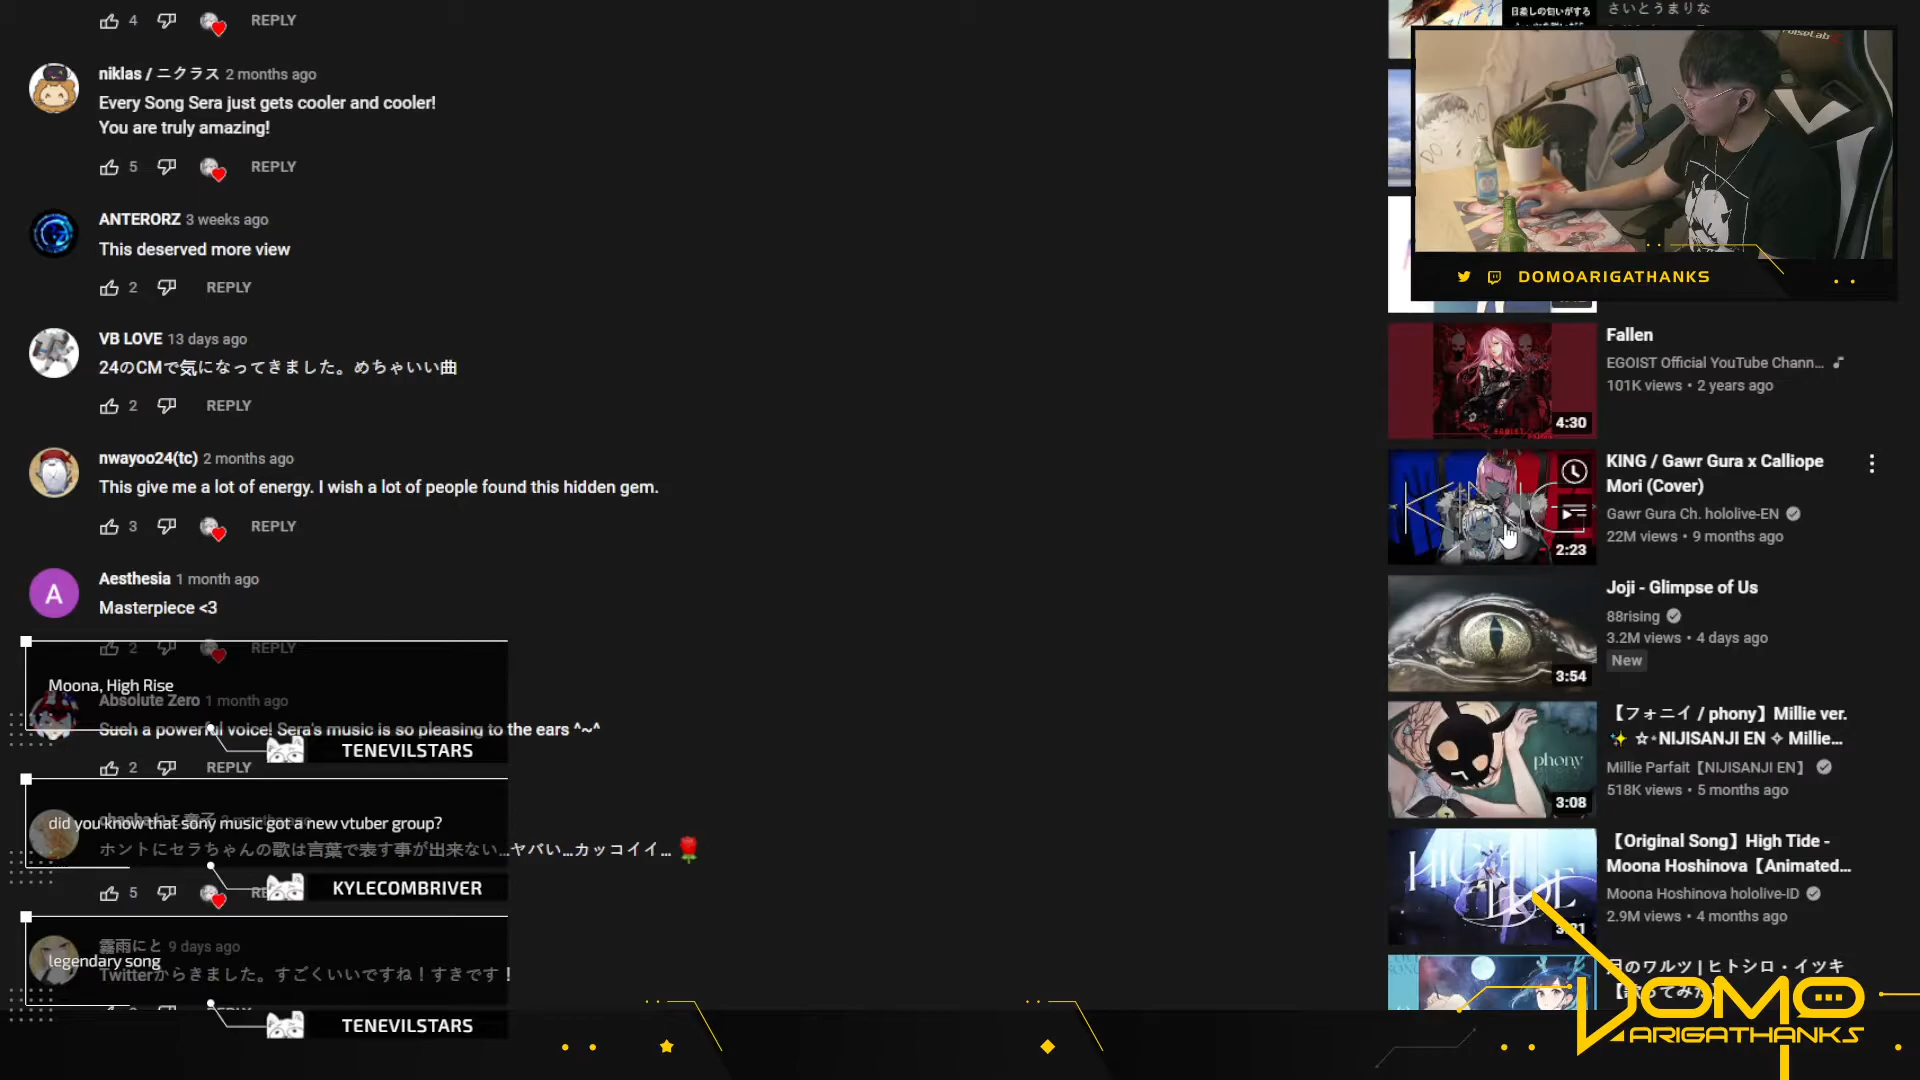 4
REPLY
niklas / ニクラス 2 months ago
Every Song Sera just gets cooler and cooler!
You are truly amazing!
5
REPLY
ANTERORZ 3 weeks ago
This deserved more view
2
REPLY
VB LOVE 13 days ago
24のCMで気になってきました。めちゃいい曲
2
REPLY
nwayoo24(tc) 2 months ago
This give me a lot of energy. I wish a lot of people found this hidden gem.
3
REPLY
A
Aesthesia 1 month ago
Masterpiece <3
2
REPLY
Moona, High Rise
Absolute Zero 1 month ago
Such a powerful voice! Sera's music is so pleasing to the ears ^~^
TENEVILSTARS
2
REPLY
did you know that sony music got a new vtuber group?
ホントにセラちゃんの歌は言葉で表す事が出来ない...ヤバい...カッコイイ... 🌹
KYLECOMBRIVER
5
霧雨にと 9 days ago
legendary song
Twitterからきました。すごくいいですね！すきです！
TENEVILSTARS
日差しの匂いがする
さいとうまりな
DOMOARIGATHANKS
Fallen
EGOIST Official YouTube Chann...
101K views • 2 years ago
4:30
KING / Gawr Gura x Calliope
Mori (Cover)
Gawr Gura Ch. hololive-EN
22M views • 9 months ago
KING
2:23
Joji - Glimpse of Us
88rising
3.2M views • 4 days ago
New
3:54
【フォニイ / phony】Millie ver.
✨ ☆⋆NIJISANJI EN ✧ Millie...
Millie Parfait【NIJISANJI EN】
518K views • 5 months ago
phony
3:08
【Original Song】High Tide -
Moona Hoshinova【Animated...
Moona Hoshinova hololive-ID
2.9M views • 4 months ago
HIGH
TIDE
月のワルツ | ヒトシロ・イツキ
DOMO
ARIGATHANKS